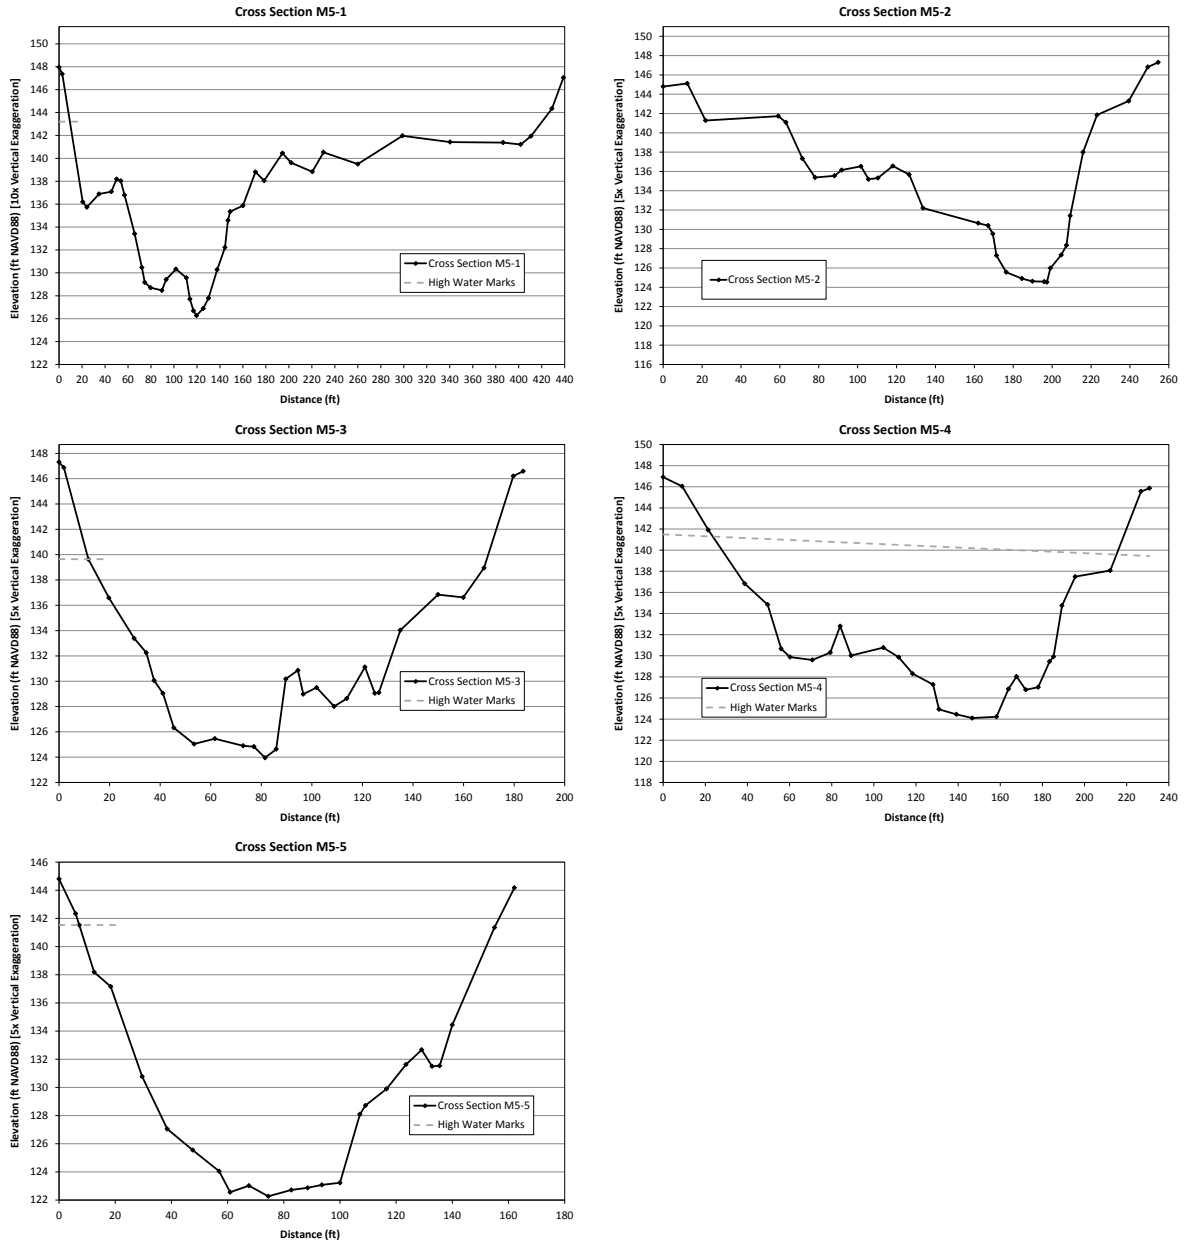 Cross Section M5-1
Elevation (ft NAVD88) [10x Vertical Exaggeration]
150
148
146
144
142
140
138
136
134
132
130
128
126
124
122
0 20 40 60 80 100 120 140 160 180 200 220 240 260 280 300 320 340 360 380 400 420 440
Distance (ft)
Cross Section M5-1
High Water Marks
Cross Section M5-2
Elevation (ft NAVD88) [5x Vertical Exaggeration]
150
148
146
144
142
140
138
136
134
132
130
128
126
124
122
120
118
116
0 20 40 60 80 100 120 140 160 180 200 220 240 260
Distance (ft)
Cross Section M5-2
Cross Section M5-3
Elevation (ft NAVD88) [5x Vertical Exaggeration]
148
146
144
142
140
138
136
134
132
130
128
126
124
122
0 20 40 60 80 100 120 140 160 180 200
Distance (ft)
Cross Section M5-3
High Water Marks
Cross Section M5-4
Elevation (ft NAVD88) [5x Vertical Exaggeration]
150
148
146
144
142
140
138
136
134
132
130
128
126
124
122
120
118
0 20 40 60 80 100 120 140 160 180 200 220 240
Distance (ft)
Cross Section M5-4
High Water Marks
Cross Section M5-5
Elevation (ft NAVD88) [5x Vertical Exaggeration]
146
144
142
140
138
136
134
132
130
128
126
124
122
0 20 40 60 80 100 120 140 160 180
Distance (ft)
Cross Section M5-5
High Water Marks